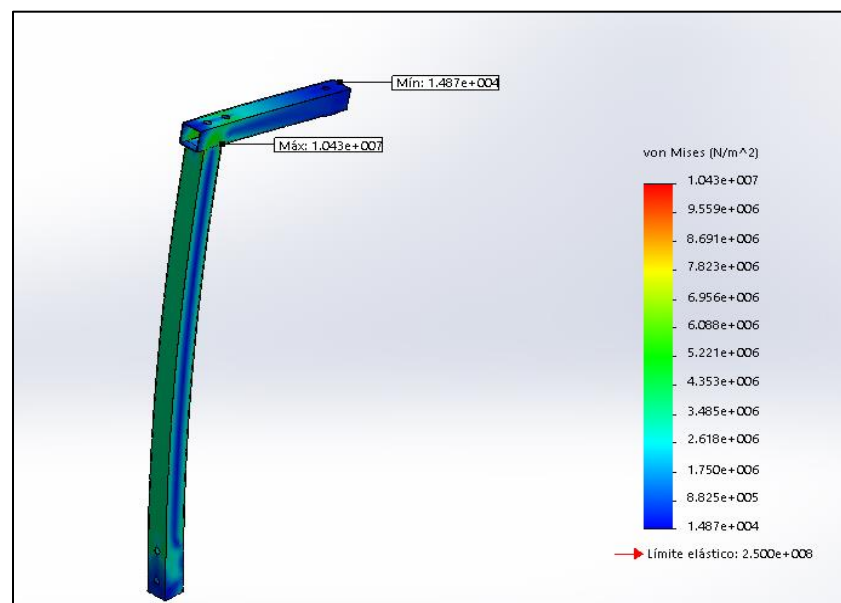 Mín: 1.487e+004
Máx: 1.043e+007
von Mises (N/m^2)
1.043e+007
9.559e+006
8.691e+006
7.823e+006
6.956e+006
6.088e+006
5.221e+006
4.353e+006
3.485e+006
2.618e+006
1.750e+006
8.825e+005
1.487e+004
Límite elástico: 2.500e+008